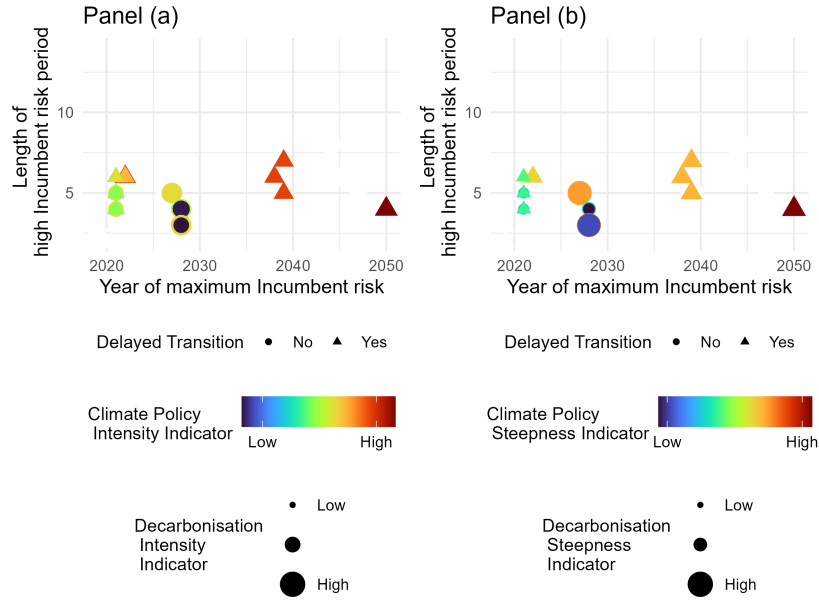 Panel (a)
Length of
high Incumbent risk period
10
5
2020 2030 2040 2050
Year of maximum Incumbent risk
Delayed Transition No Yes
Climate Policy
Intensity Indicator
Low High
Decarbonisation
Intensity
Indicator
Low
High
Panel (b)
Length of
high Incumbent risk period
10
5
2020 2030 2040 2050
Year of maximum Incumbent risk
Delayed Transition No Yes
Climate Policy
Steepness Indicator
Low High
Decarbonisation
Steepness
Indicator
Low
High